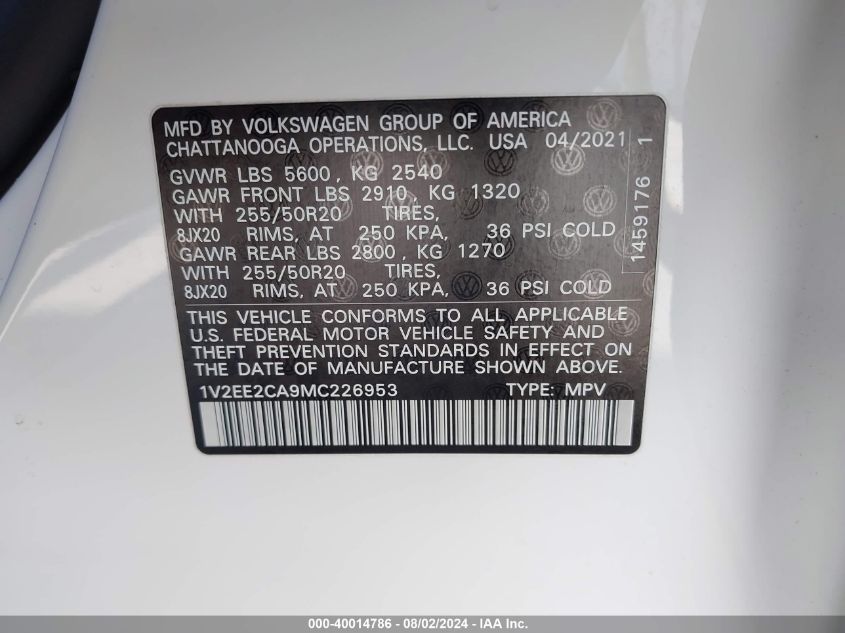 MFD BY VOLKSWAGEN GROUP OF AMERICA
CHATTANOOGA OPERATIONS, LLC. USA 04/2021
GVWR LBS 5600, KG 2540
GAWR FRONT LBS 2910, KG 1320
WITH 255/50R20 TIRES,
8JX20 RIMS, AT 250 KPA, 36 PSI COLD
GAWR REAR LBS 2800, KG 1270
WITH 255/50R20 TIRES,
8JX20 RIMS, AT 250 KPA, 36 PSI COLD
THIS VEHICLE CONFORMS TO ALL APPLICABLE
U.S. FEDERAL MOTOR VEHICLE SAFETY AND
THEFT PREVENTION STANDARDS IN EFFECT ON
THE DATE OF MANUFACTURE SHOWN ABOVE.
1V2EE2CA9MC226953 TYPE: MPV
1459176 1
000-40014786 - 08/02/2024 - IAA Inc.